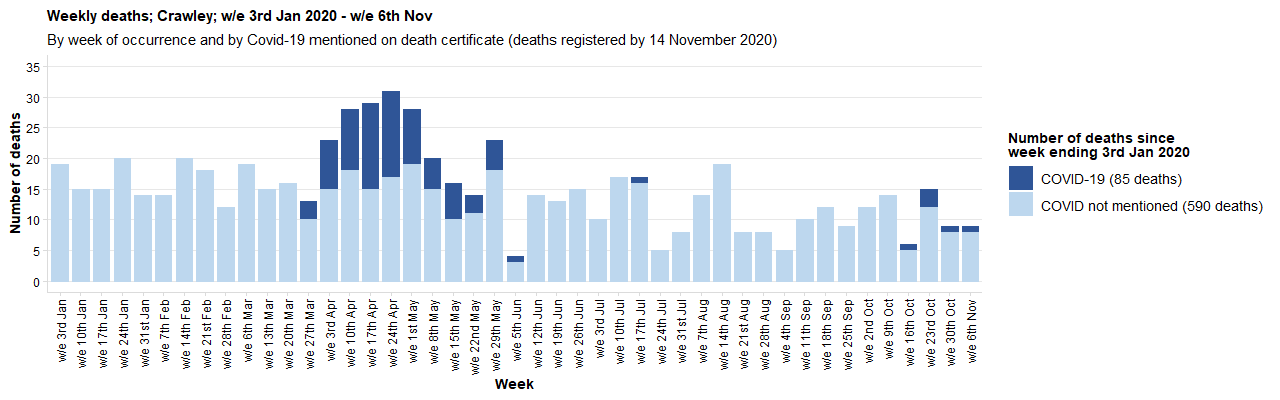 Weekly deaths; Crawley; w/e 3rd Jan 2020 - w/e 6th Nov
By week of occurrence and by Covid-19 mentioned on death certificate (deaths registered by 14 November 2020)
Number of deaths
35
30
25
20
15
10
5
0
w/e 3rd Jan
w/e 10th Jan
w/e 17th Jan
w/e 24th Jan
w/e 31st Jan
w/e 7th Feb
w/e 14th Feb
w/e 21st Feb
w/e 28th Feb
w/e 6th Mar
w/e 13th Mar
w/e 20th Mar
w/e 27th Mar
w/e 3rd Apr
w/e 10th Apr
w/e 17th Apr
w/e 24th Apr
w/e 1st May
w/e 8th May
w/e 15th May
w/e 22nd May
w/e 29th May
w/e 5th Jun
w/e 12th Jun
w/e 19th Jun
w/e 26th Jun
w/e 3rd Jul
w/e 10th Jul
w/e 17th Jul
w/e 24th Jul
w/e 31st Jul
w/e 7th Aug
w/e 14th Aug
w/e 21st Aug
w/e 28th Aug
w/e 4th Sep
w/e 11th Sep
w/e 18th Sep
w/e 25th Sep
w/e 2nd Oct
w/e 9th Oct
w/e 16th Oct
w/e 23rd Oct
w/e 30th Oct
w/e 6th Nov
Week
Number of deaths since
week ending 3rd Jan 2020
COVID-19 (85 deaths)
COVID not mentioned (590 deaths)